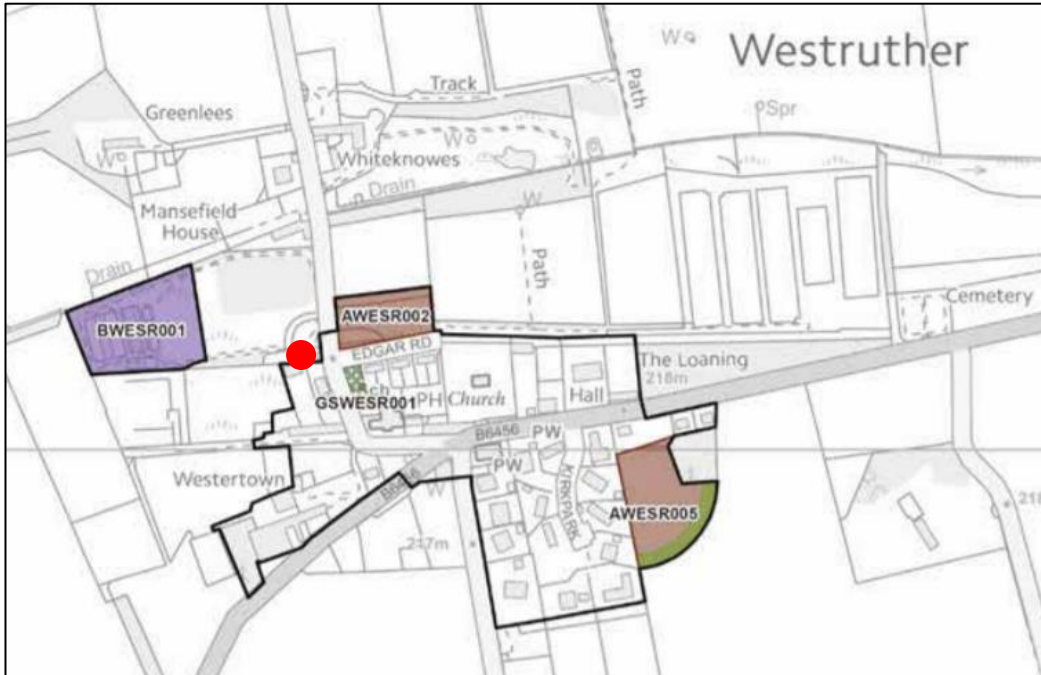 Westruther
W
Path
Track
Spr
Greenlees
W
W
Whiteknowes
Drain
Mansefield
House
W
Path
Drain
BWESR001
AWESR002
Cemetery
EDGAR RD
The Loaning
218m
GSWESR001
PH Church
Hall
B6456
PW
PW
Westertown
W
KIRKPARK
AWESR005
217m